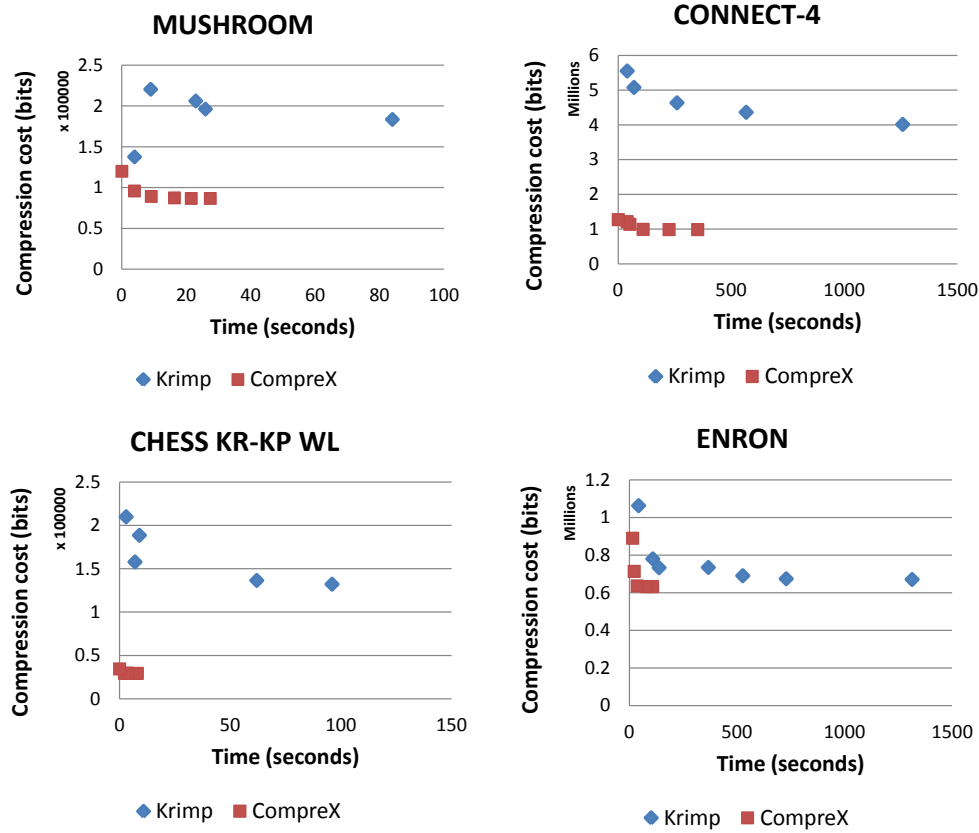 MUSHROOM
Compression cost (bits)
x 100000
2.5
2
1.5
1
0.5
0
0 20 40 60 80 100
Time (seconds)
Krimp CompreX
CONNECT-4
Compression cost (bits)
Millions
6
5
4
3
2
1
0
0 500 1000 1500
Time (seconds)
Krimp CompreX
CHESS KR-KP WL
Compression cost (bits)
x 100000
2.5
2
1.5
1
0.5
0
0 50 100 150
Time (seconds)
Krimp CompreX
ENRON
Compression cost (bits)
Millions
1.2
1
0.8
0.6
0.4
0.2
0
0 500 1000 1500
Time (seconds)
Krimp CompreX